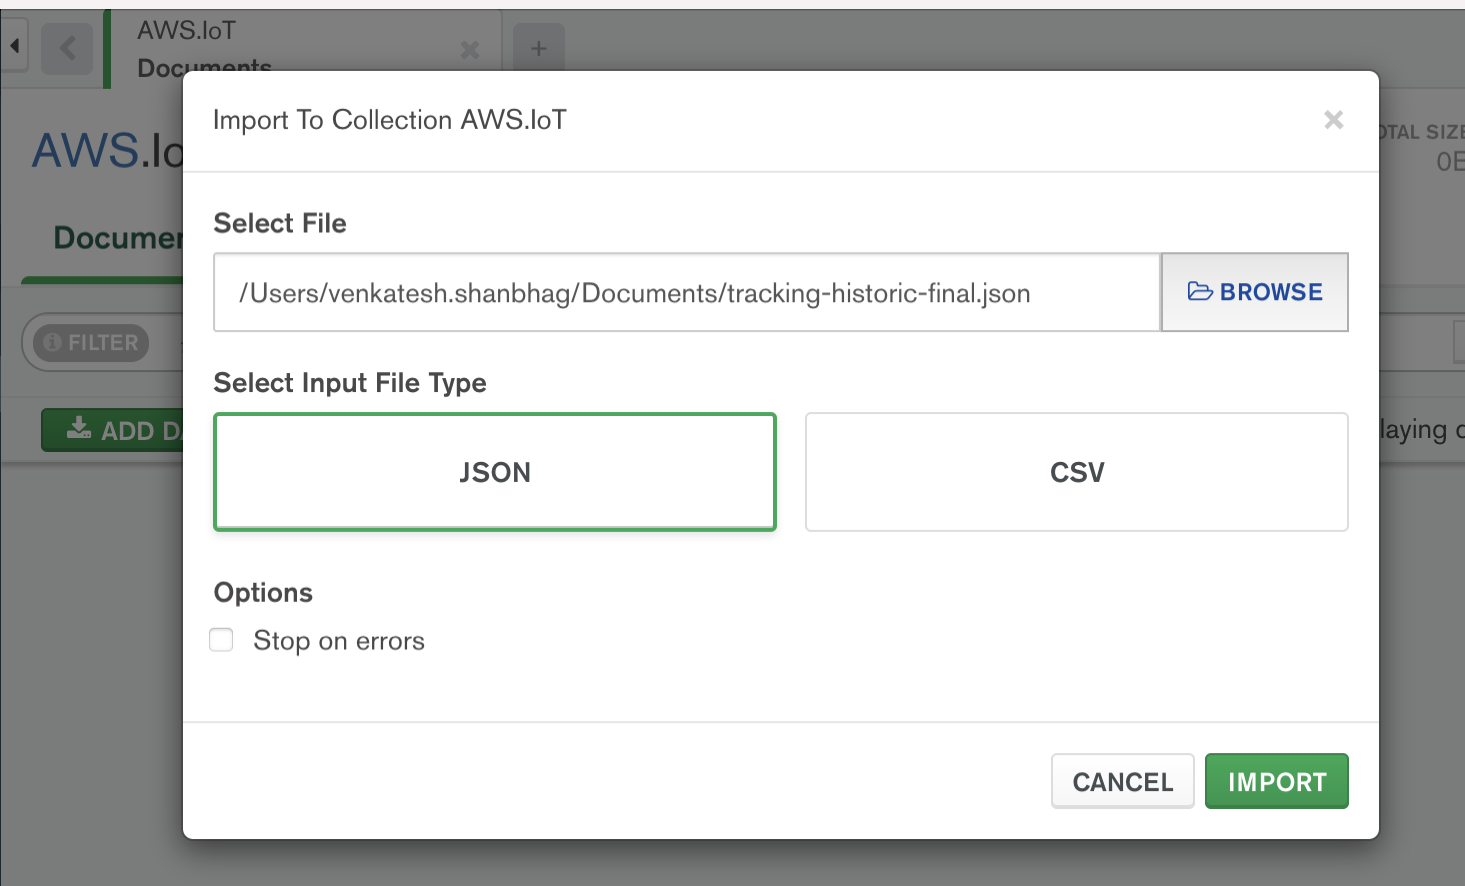 AWS.IoT
Documents
AWS.Io
OTAL SIZE
Documen
FILTER
ADD DA
laying
Import To Collection AWS.IoT
Select File
/Users/venkatesh.shanbhag/Documents/tracking-historic-final.json
BROWSE
Select Input File Type
JSON
CSV
Options
Stop on errors
CANCEL
IMPORT